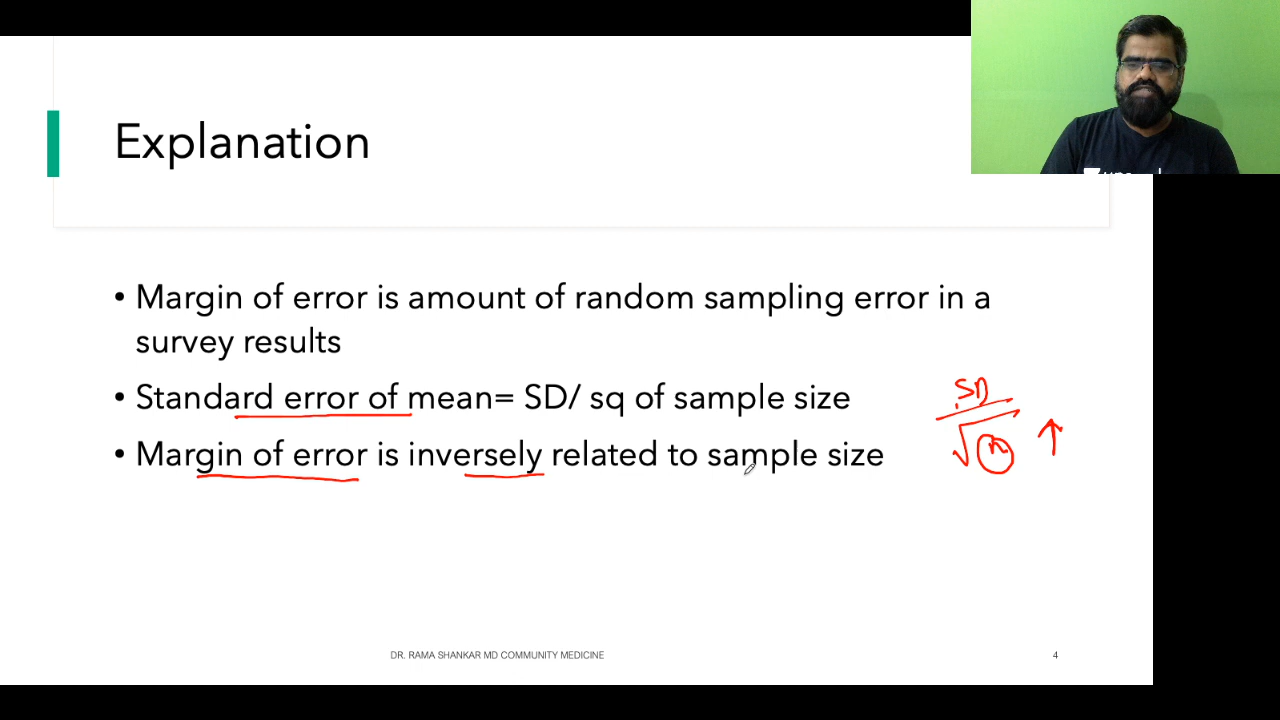 Explanation
• Margin of error is amount of random sampling error in a
survey results
• Standard error of mean= SD/ sq of sample size
SD
√n ↑
• Margin of error is inversely related to sample size
DR. RAMA SHANKAR MD COMMUNITY MEDICINE
4